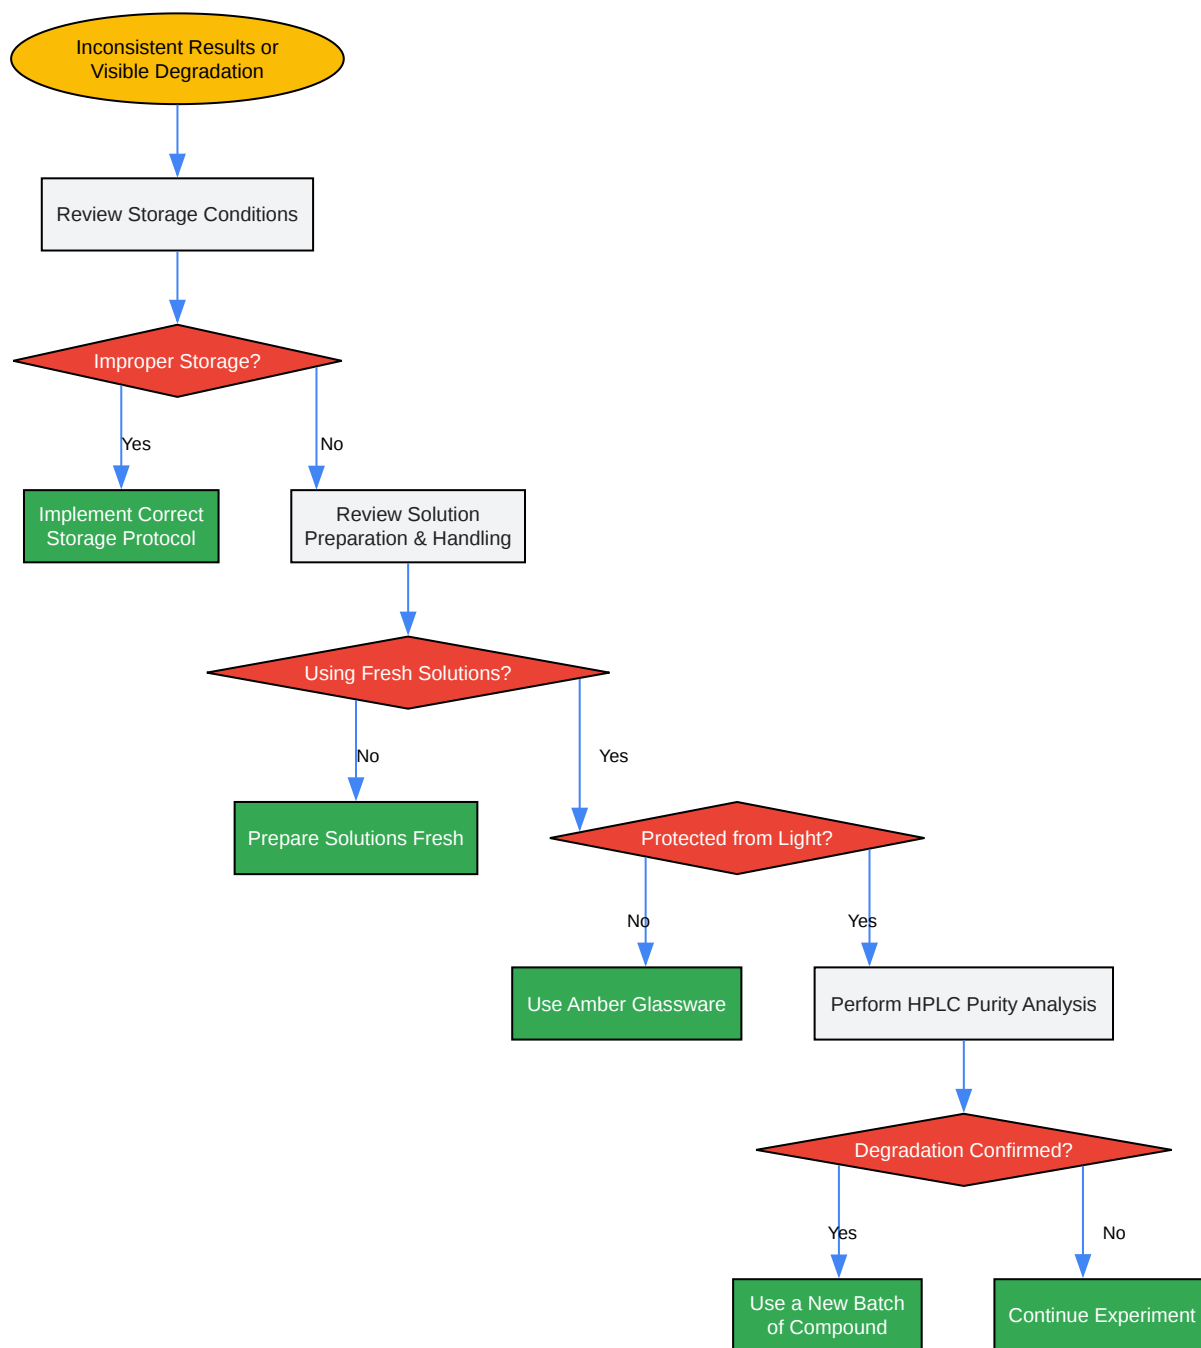 Inconsistent Results or
Visible Degradation
Review Storage Conditions
Improper Storage?
Yes
No
Implement Correct
Storage Protocol
Review Solution
Preparation & Handling
Using Fresh Solutions?
No
Yes
Prepare Solutions Fresh
Protected from Light?
No
Yes
Use Amber Glassware
Perform HPLC Purity Analysis
Degradation Confirmed?
Yes
No
Use a New Batch
of Compound
Continue Experiment